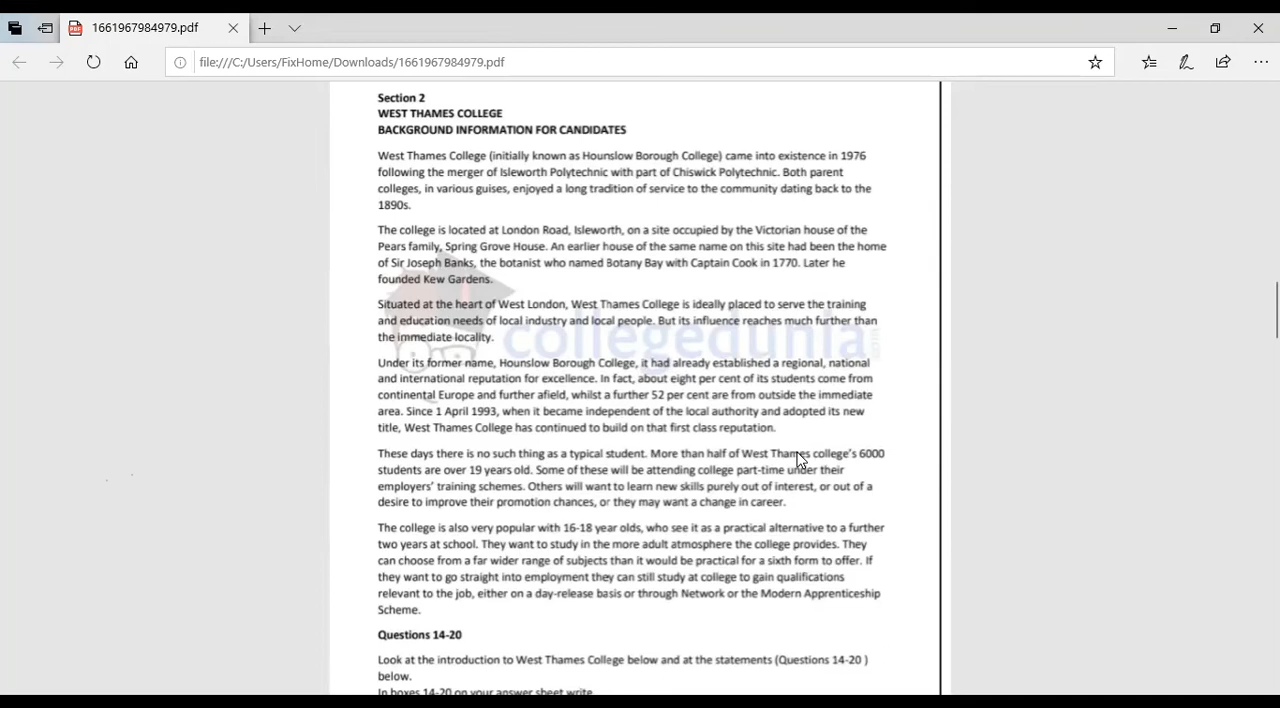 1661967984979.pdf
file:///C:/Users/FixHome/Downloads/1661967984979.pdf
Section 2
WEST THAMES COLLEGE
BACKGROUND INFORMATION FOR CANDIDATES
West Thames College (initially known as Hounslow Borough College) came into existence in 1976
following the merger of Isleworth Polytechnic with part of Chiswick Polytechnic. Both parent
colleges, in various guises, enjoyed a long tradition of service to the community dating back to the
1890s.
The college is located at London Road, Isleworth, on a site occupied by the Victorian house of the
Pears family, Spring Grove House. An earlier house of the same name on this site had been the home
of Sir Joseph Banks, the botanist who named Botany Bay with Captain Cook in 1770. Later he
founded Kew Gardens.
Situated at the heart of West London, West Thames College is ideally placed to serve the training
and education needs of local industry and local people. But its influence reaches much further than
the immediate locality.
collegedunia
Under its former name, Hounslow Borough College, it had already established a regional, national
and international reputation for excellence. In fact, about eight per cent of its students come from
continental Europe and further afield, whilst a further 52 per cent are from outside the immediate
area. Since 1 April 1993, when it became independent of the local authority and adopted its new
title, West Thames College has continued to build on that first class reputation.
These days there is no such thing as a typical student. More than half of West Thames college's 6000
students are over 19 years old. Some of these will be attending college part-time under their
employers' training schemes. Others will want to learn new skills purely out of interest, or out of a
desire to improve their promotion chances, or they may want a change in career.
The college is also very popular with 16-18 year olds, who see it as a practical alternative to a further
two years at school. They want to study in the more adult atmosphere the college provides. They
can choose from a far wider range of subjects than it would be practical for a sixth form to offer. If
they want to go straight into employment they can still study at college to gain qualifications
relevant to the job, either on a day-release basis or through Network or the Modern Apprenticeship
Scheme.
Questions 14-20
Look at the introduction to West Thames College below and at the statements (Questions 14-20 )
below.
In boxes 14-20 on your answer sheet write